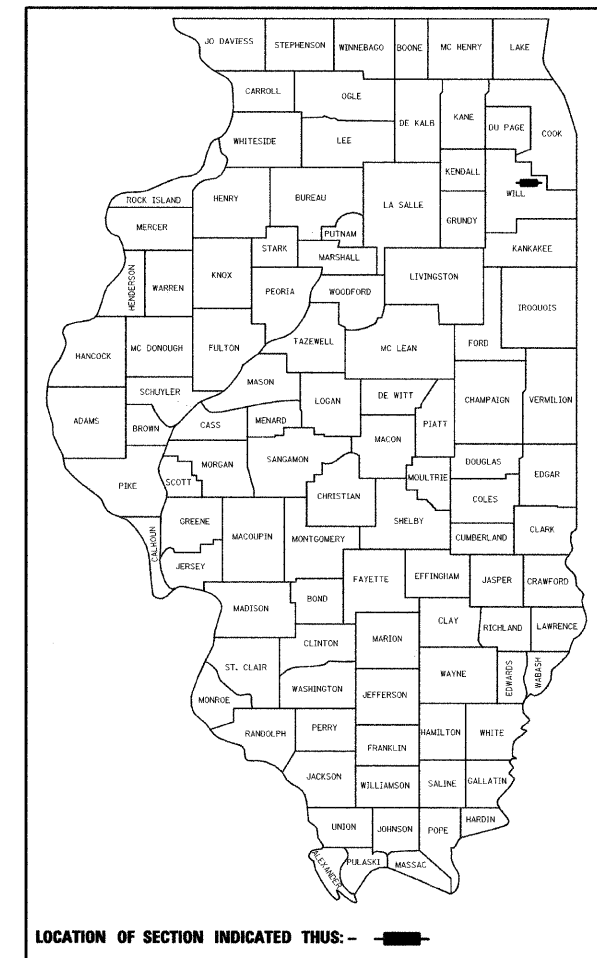 JO DAVIESS STEPHENSON WINNEBAGO BOONE MC HENRY LAKE
CARROLL OGLE DE KALB KANE DU PAGE COOK
WHITESIDE LEE
KENDALL WILL
ROCK ISLAND HENRY BUREAU LA SALLE GRUNDY
MERCER PUTNAM
STARK MARSHALL KANKAKEE
HENDERSON WARREN KNOX PEORIA WOODFORD LIVINGSTON IROQUOIS
HANCOCK MC DONOUGH FULTON TAZEWELL MC LEAN FORD
SCHUYLER MASON
ADAMS BROWN CASS MENARD LOGAN DE WITT PIATT CHAMPAIGN VERMILION
MACON
PIKE SCOTT MORGAN SANGAMON MOULTRIE DOUGLAS EDGAR
CHRISTIAN COLES
CALHOUN GREENE MACOUPIN MONTGOMERY SHELBY CUMBERLAND CLARK
JERSEY
MADISON BOND FAYETTE EFFINGHAM JASPER CRAWFORD
CLINTON MARION CLAY RICHLAND LAWRENCE
ST. CLAIR WASHINGTON JEFFERSON WAYNE EDWARDS WABASH
MONROE
RANDOLPH PERRY FRANKLIN HAMILTON WHITE
JACKSON WILLIAMSON SALINE GALLATIN
UNION JOHNSON POPE HARDIN
ALEXANDER PULASKI MASSAC
LOCATION OF SECTION INDICATED THUS: -